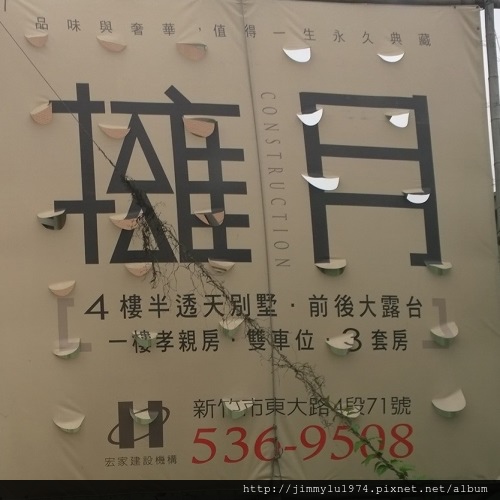 品味與奢華，值得一生永久典藏
擁月
CONSTRUCTION
4樓半透天別墅·前後大露台
一樓孝親房·雙車位·3套房
宏家建設機構
新竹市東大路4段71號
536-9508
http://jimmylu1974.pixnet.net/album